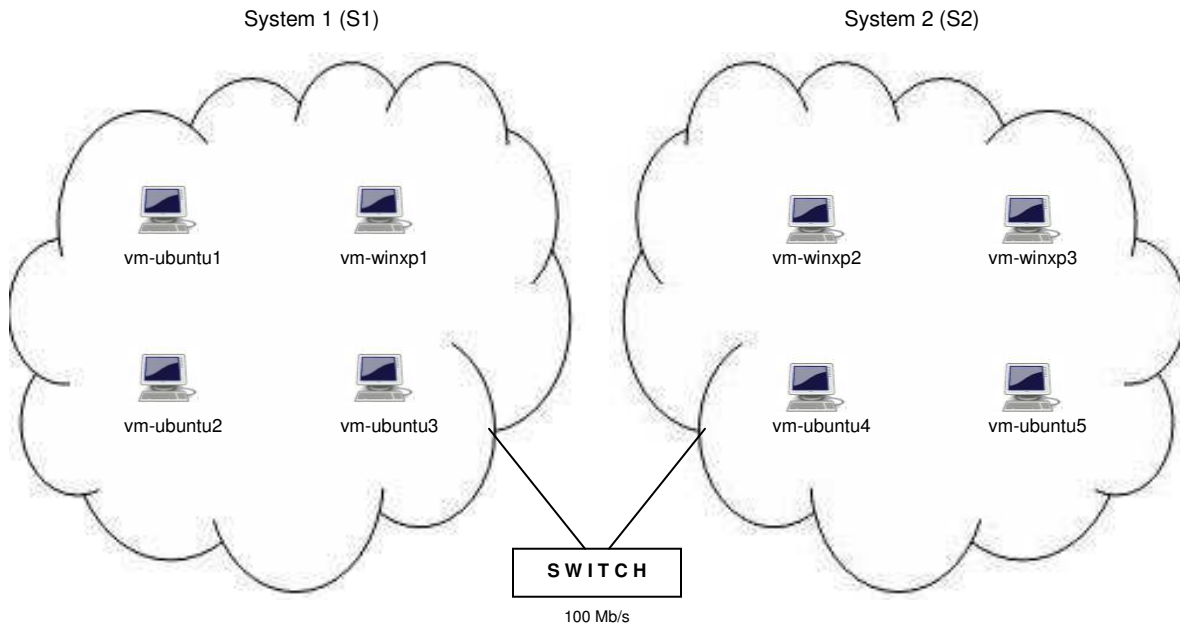 System 1 (S1)
System 2 (S2)
vm-ubuntu1
vm-winxp1
vm-winxp2
vm-winxp3
vm-ubuntu2
vm-ubuntu3
vm-ubuntu4
vm-ubuntu5
SWITCH
100 Mb/s